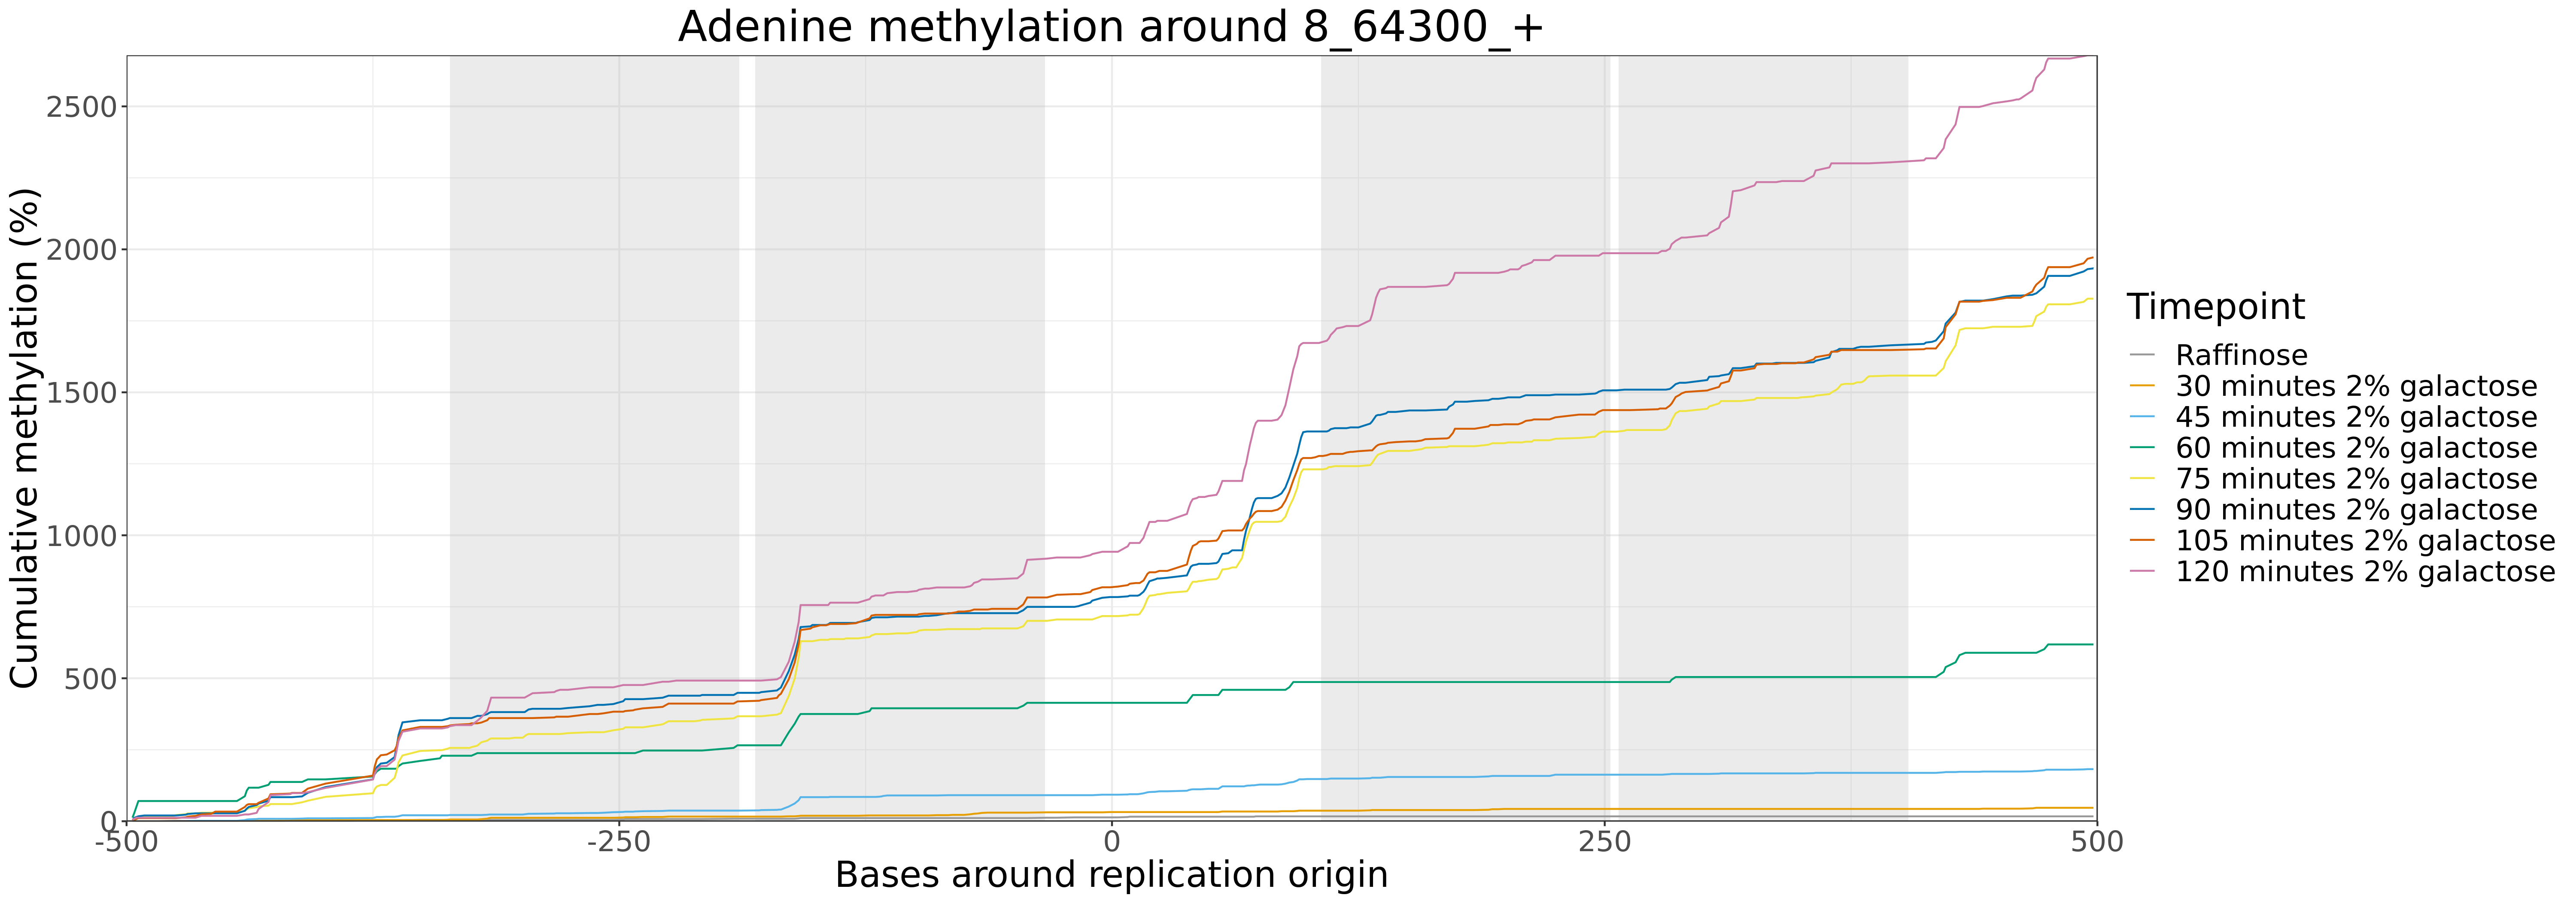 Adenine methylation around 8_64300_+
Cumulative methylation (%)
2500
2000
1500
1000
500
0
-500
-250
0
250
500
Bases around replication origin
Timepoint
Raffinose
30 minutes 2% galactose
45 minutes 2% galactose
60 minutes 2% galactose
75 minutes 2% galactose
90 minutes 2% galactose
105 minutes 2% galactose
120 minutes 2% galactose